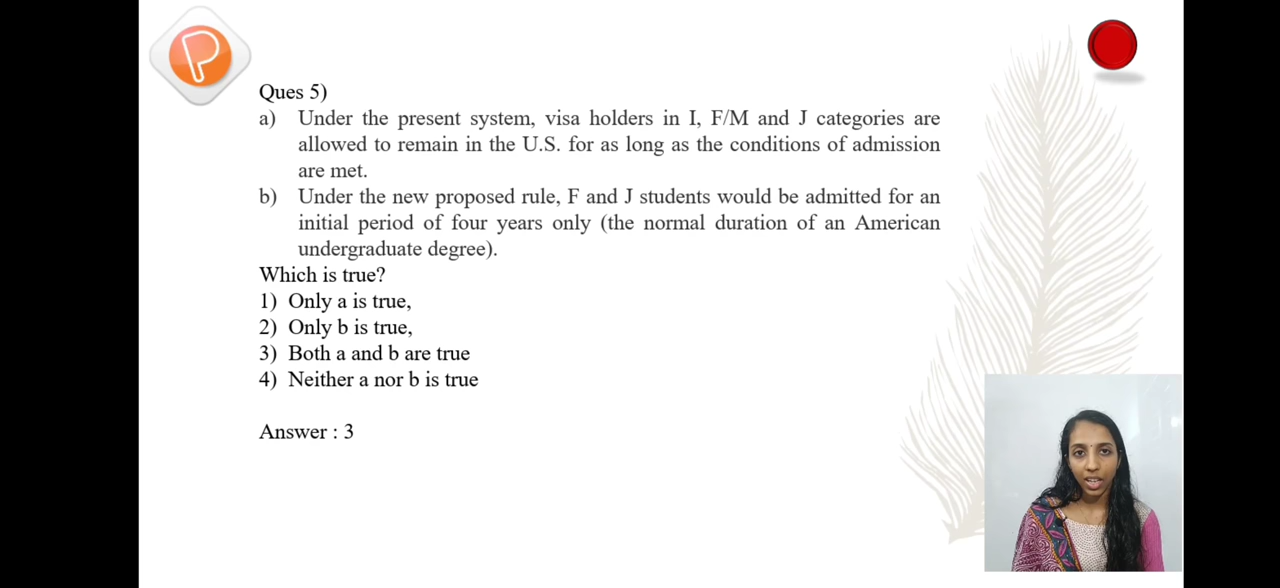 Ques 5)
a) Under the present system, visa holders in I, F/M and J categories are
allowed to remain in the U.S. for as long as the conditions of admission
are met.
b) Under the new proposed rule, F and J students would be admitted for an
initial period of four years only (the normal duration of an American
undergraduate degree).
Which is true?
1) Only a is true,
2) Only b is true,
3) Both a and b are true
4) Neither a nor b is true
Answer : 3